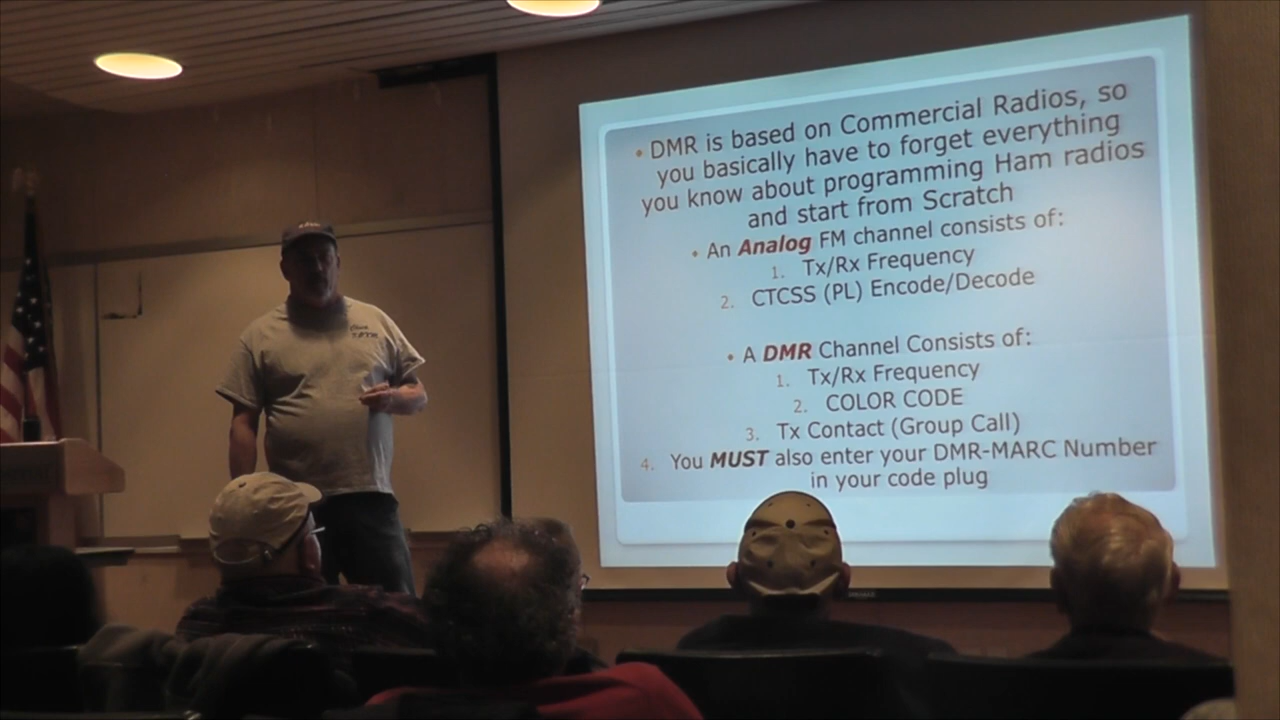 • DMR is based on Commercial Radios, so
you basically have to forget everything
you know about programming Ham radios
and start from Scratch
• An Analog FM channel consists of:
1. Tx/Rx Frequency
2. CTCSS (PL) Encode/Decode
• A DMR Channel Consists of:
1. Tx/Rx Frequency
2. COLOR CODE
3. Tx Contact (Group Call)
4. You MUST also enter your DMR-MARC Number
in your code plug